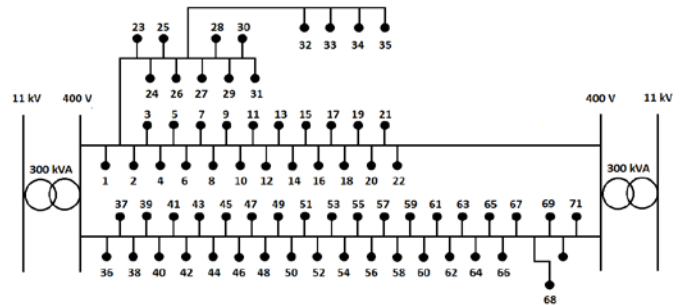 23 25 28 30
32 33 34 35
24 26 27 29 31
11 kV 400 V 400 V 11 kV
3 5 7 9 11 13 15 17 19 21
300 kVA 300 kVA
1 2 4 6 8 10 12 14 16 18 20 22
37 39 41 43 45 47 49 51 53 55 57 59 61 63 65 67 69 71
36 38 40 42 44 46 48 50 52 54 56 58 60 62 64 66
68